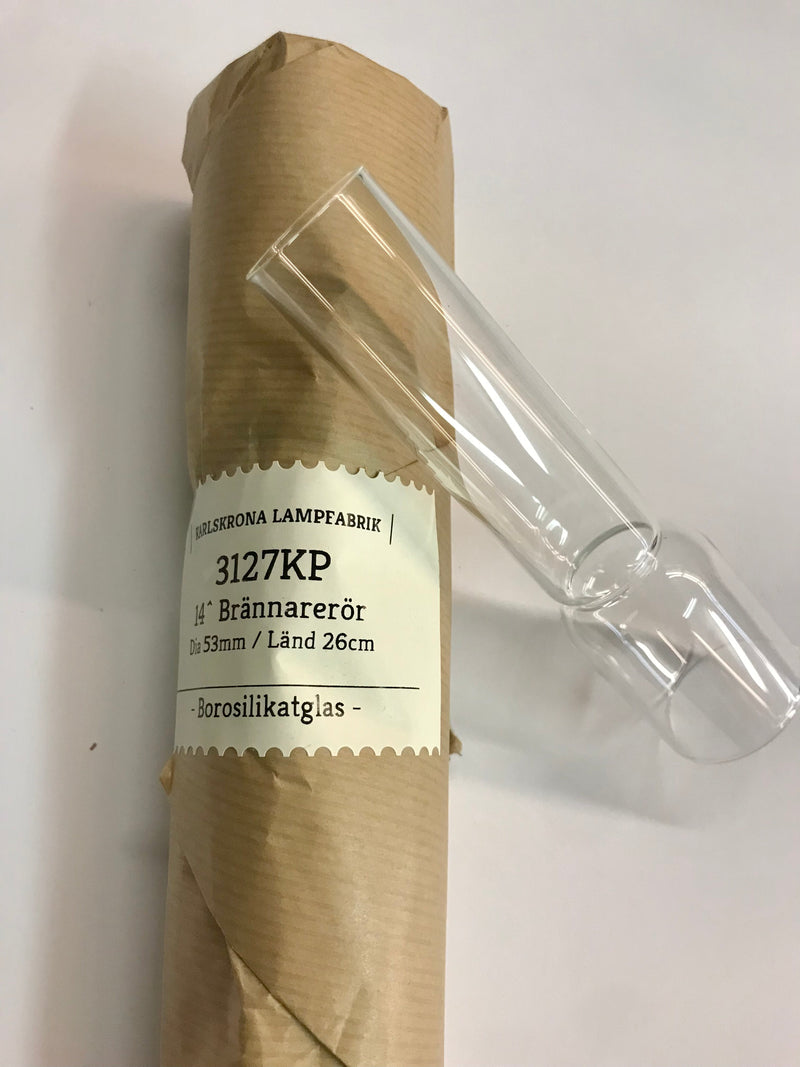 KARLSKRONA LAMPFABRIK
3127KP
14^ Brännarerör
Dia 53mm / Länd 26cm
- Borosilikatglas -